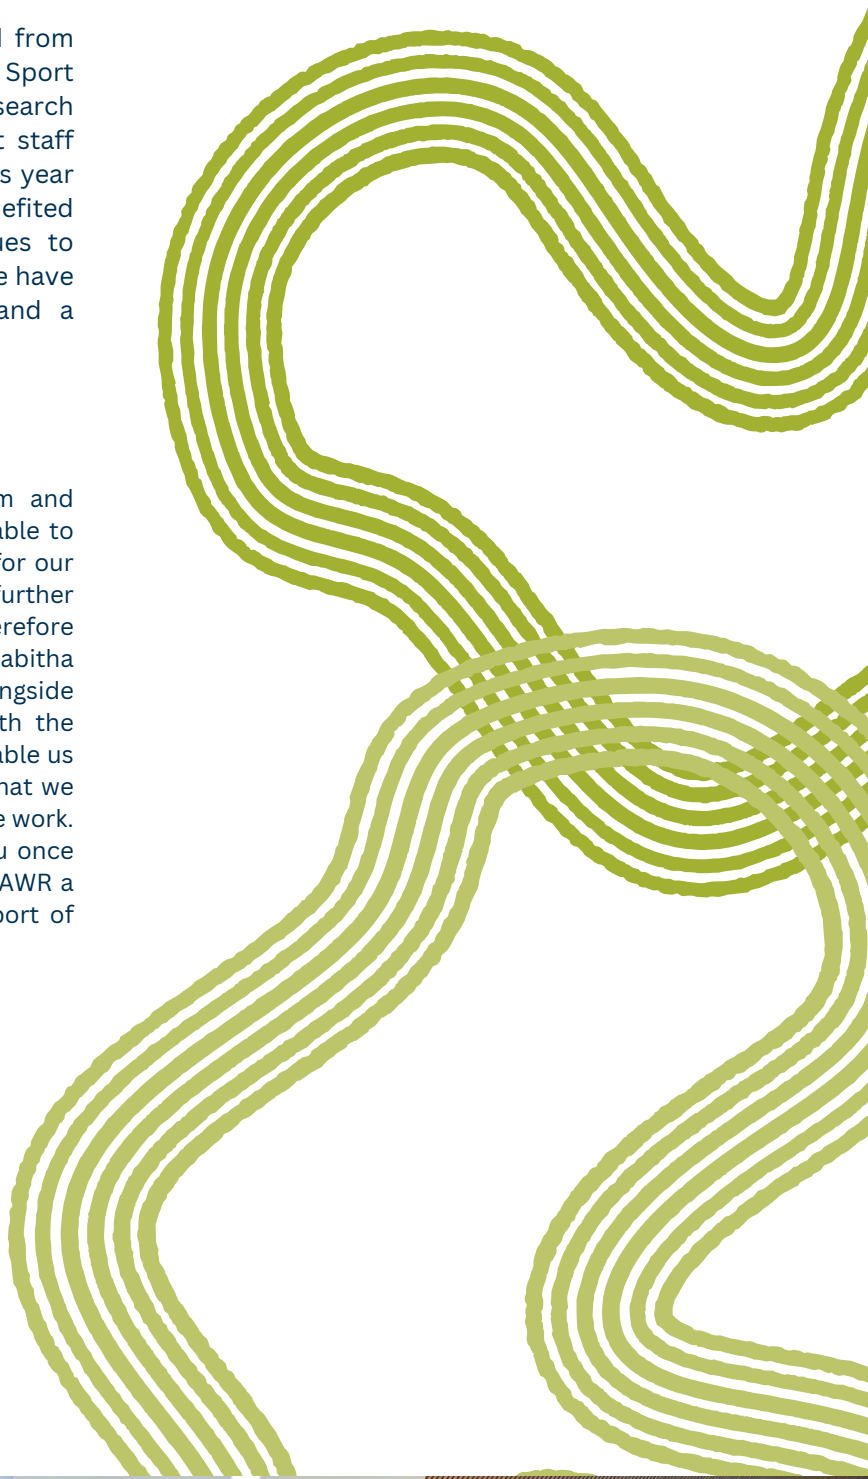 from
Sport
search
staff
s year
efited
ues to
e have
and a
m and
able to
for our
further
erefore
abitha
ngside
th the
able us
hat we
e work.
u once
AWR a
port of